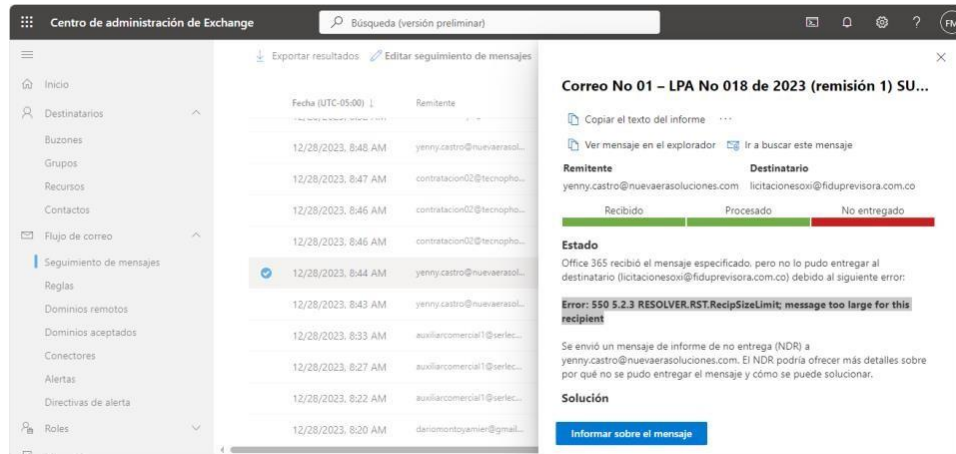 Centro de administración de Exchange
Búsqueda (versión preliminar)
?
FM
Inicio
Destinatarios
Buzones
Grupos
Recursos
Contactos
Flujo de correo
Seguimiento de mensajes
Reglas
Dominios remotos
Dominios aceptados
Conectores
Alertas
Directivas de alerta
Roles
Exportar resultados Editar seguimiento de mensajes
Fecha (UTC-05:00) ↓ Remitente
12/28/2023, 8:48 AM yenny.castro@nuevaerasol...
12/28/2023, 8:47 AM contratacion02@tecnopho...
12/28/2023, 8:46 AM contratacion02@tecnopho...
12/28/2023, 8:46 AM contratacion02@tecnopho...
12/28/2023, 8:44 AM yenny.castro@nuevaerasol...
12/28/2023, 8:43 AM yenny.castro@nuevaerasol...
12/28/2023, 8:33 AM auxiliarcomercial1@serlec...
12/28/2023, 8:27 AM auxiliarcomercial1@serlec...
12/28/2023, 8:22 AM auxiliarcomercial1@serlec...
12/28/2023, 8:20 AM dariomontoyamier@gmail...
Correo No 01 – LPA No 018 de 2023 (remisión 1) SU...
Copiar el texto del informe ...
Ver mensaje en el explorador Ir a buscar este mensaje
Remitente Destinatario
yenny.castro@nuevaerasoluciones.com licitacionesoxi@fiduprevisora.com.co
Recibido Procesado No entregado
Estado
Office 365 recibió el mensaje especificado, pero no lo pudo entregar al
destinatario (licitacionesoxi@fiduprevisora.com.co) debido al siguiente error:
Error: 550 5.2.3 RESOLVER.RST.RecipSizeLimit; message too large for this
recipient
Se envió un mensaje de informe de no entrega (NDR) a
yenny.castro@nuevaerasoluciones.com. El NDR podría ofrecer más detalles sobre
por qué no se pudo entregar el mensaje y cómo se puede solucionar.
Solución
Informar sobre el mensaje